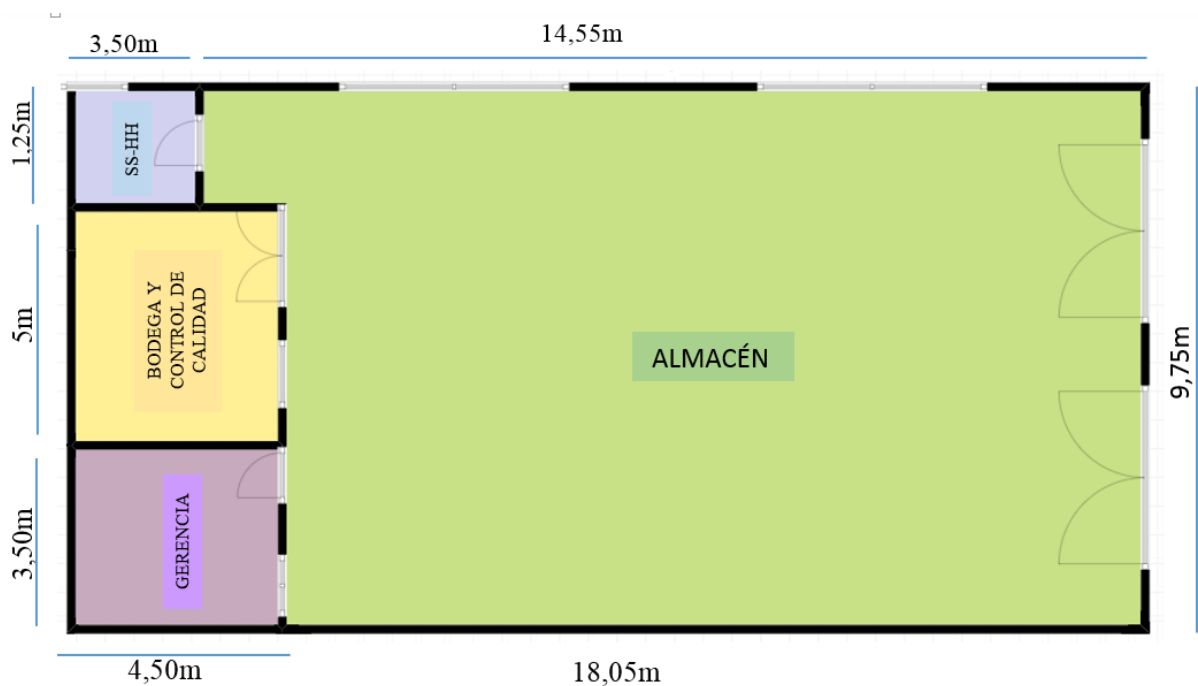 3,50m
14,55m
1,25m
SS-HH
5m
BODEGA Y
CONTROL DE
CALIDAD
ALMACÉN
9,75m
3,50m
GERENCIA
4,50m
18,05m